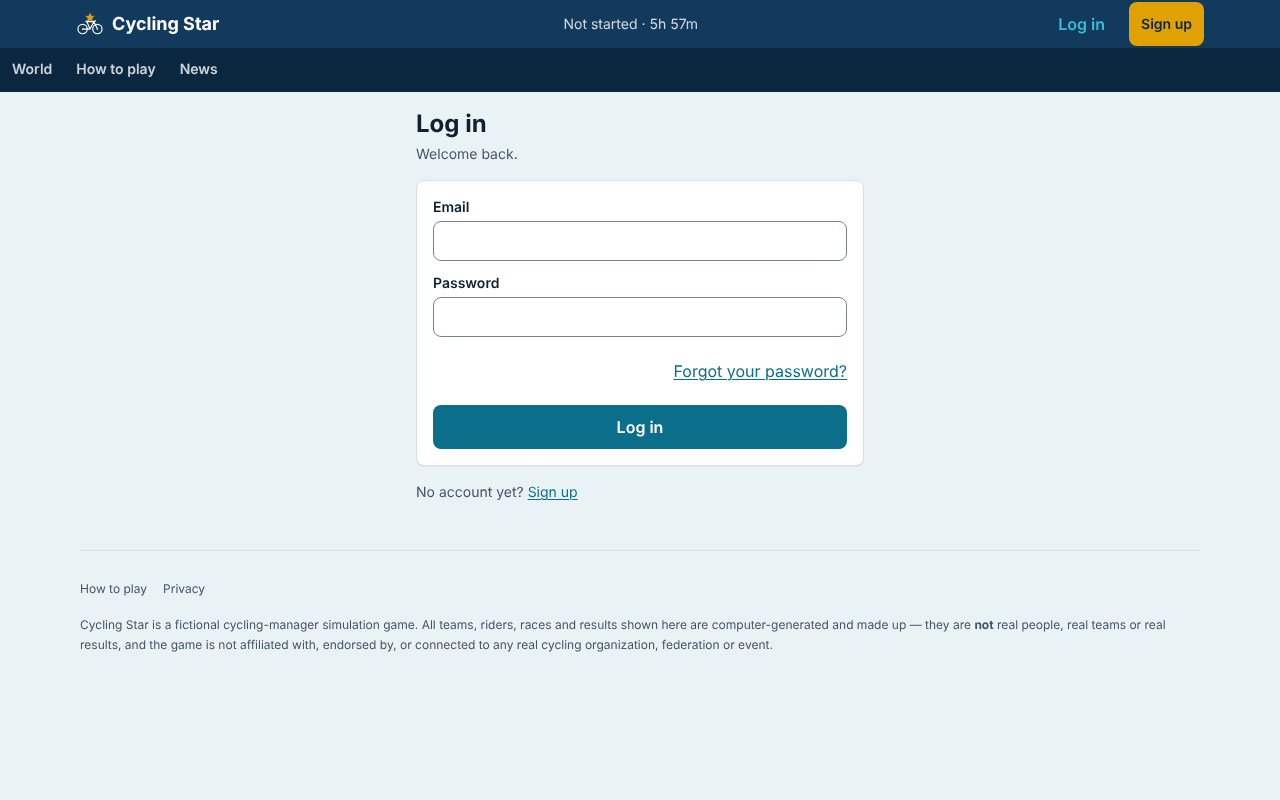 Cycling Star
Not started · 5h 57m
Log in
Sign up
World
How to play
News
Log in
Welcome back.
Email
Password
Forgot your password?
Log in
No account yet? Sign up
How to play
Privacy
Cycling Star is a fictional cycling-manager simulation game. All teams, riders, races and results shown here are computer-generated and made up — they are not real people, real teams or real
results, and the game is not affiliated with, endorsed by, or connected to any real cycling organization, federation or event.